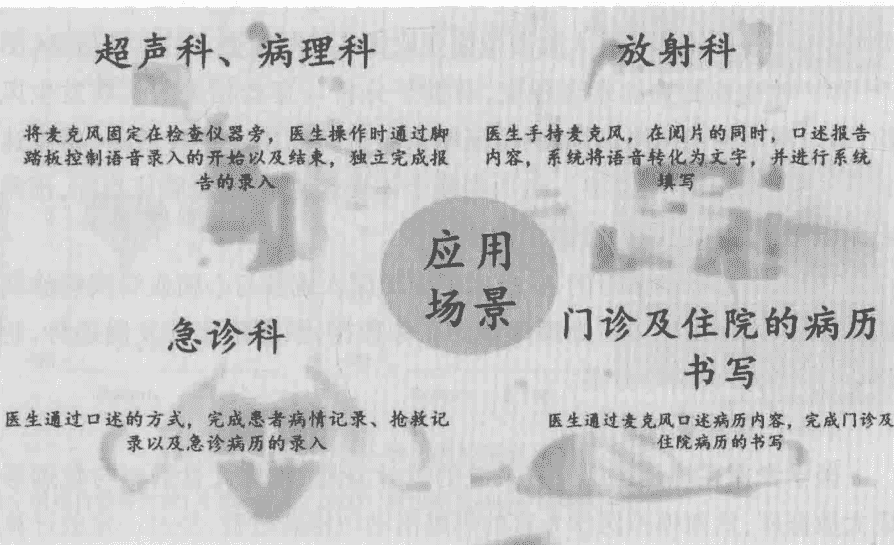 超声科、病理科
将麦克风固定在检查仪器旁，医生操作时通过脚
踏板控制语音录入的开始以及结束，独立完成报
告的录入
放射科
医生手持麦克风，在阅片的同时，口述报告
内容，系统将语音转化为文字，并进行系统
填写
应用
场景
急诊科
医生通过口述的方式，完成患者病情记录、抢救记
录以及急诊病历的录入
门诊及住院的病历
书写
医生通过麦克风口述病历内容，完成门诊及
住院病历的书写